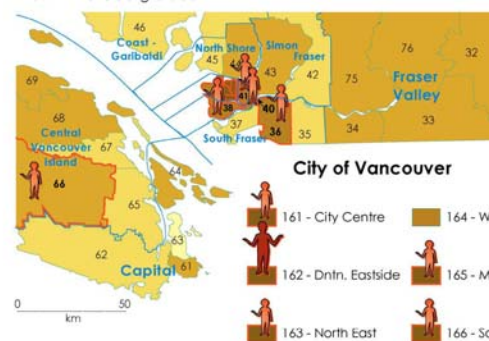 46
Coast -
Garibaldi
North Shore
Simon
Fraser
45
43
42
76
32
75
Fraser
Valley
41
38
40
69
68
Central
Vancouver
Island
67
66
37
36
35
34
33
South Fraser
64
65
63
62
Capital
61
City of Vancouver
0
50
km
161 - City Centre
164 - W
162 - Dntn. Eastside
165 - M
163 - North East
166 - So